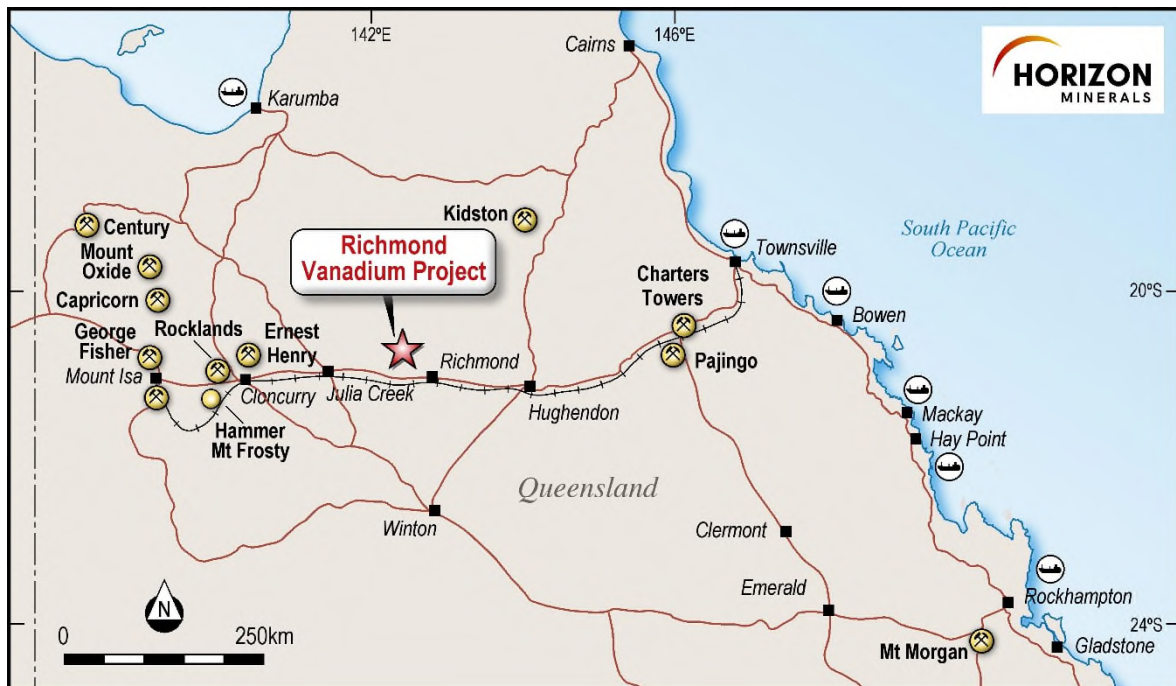 142°E
146°E
Cairns
HORIZON
MINERALS
Karumba
Century
Kidston
Mount
Oxide
Richmond
Vanadium Project
South Pacific
Ocean
Townsville
Capricorn
Charters
Towers
20°S
Bowen
George
Fisher
Rocklands
Ernest
Henry
Richmond
Pajingo
Mount Isa
Cloncurry
Julia Creek
Hughendon
Mackay
Hammer
Mt Frosty
Hay Point
Queensland
Winton
Clermont
Emerald
Rockhampton
N
0
250km
24°S
Mt Morgan
Gladstone